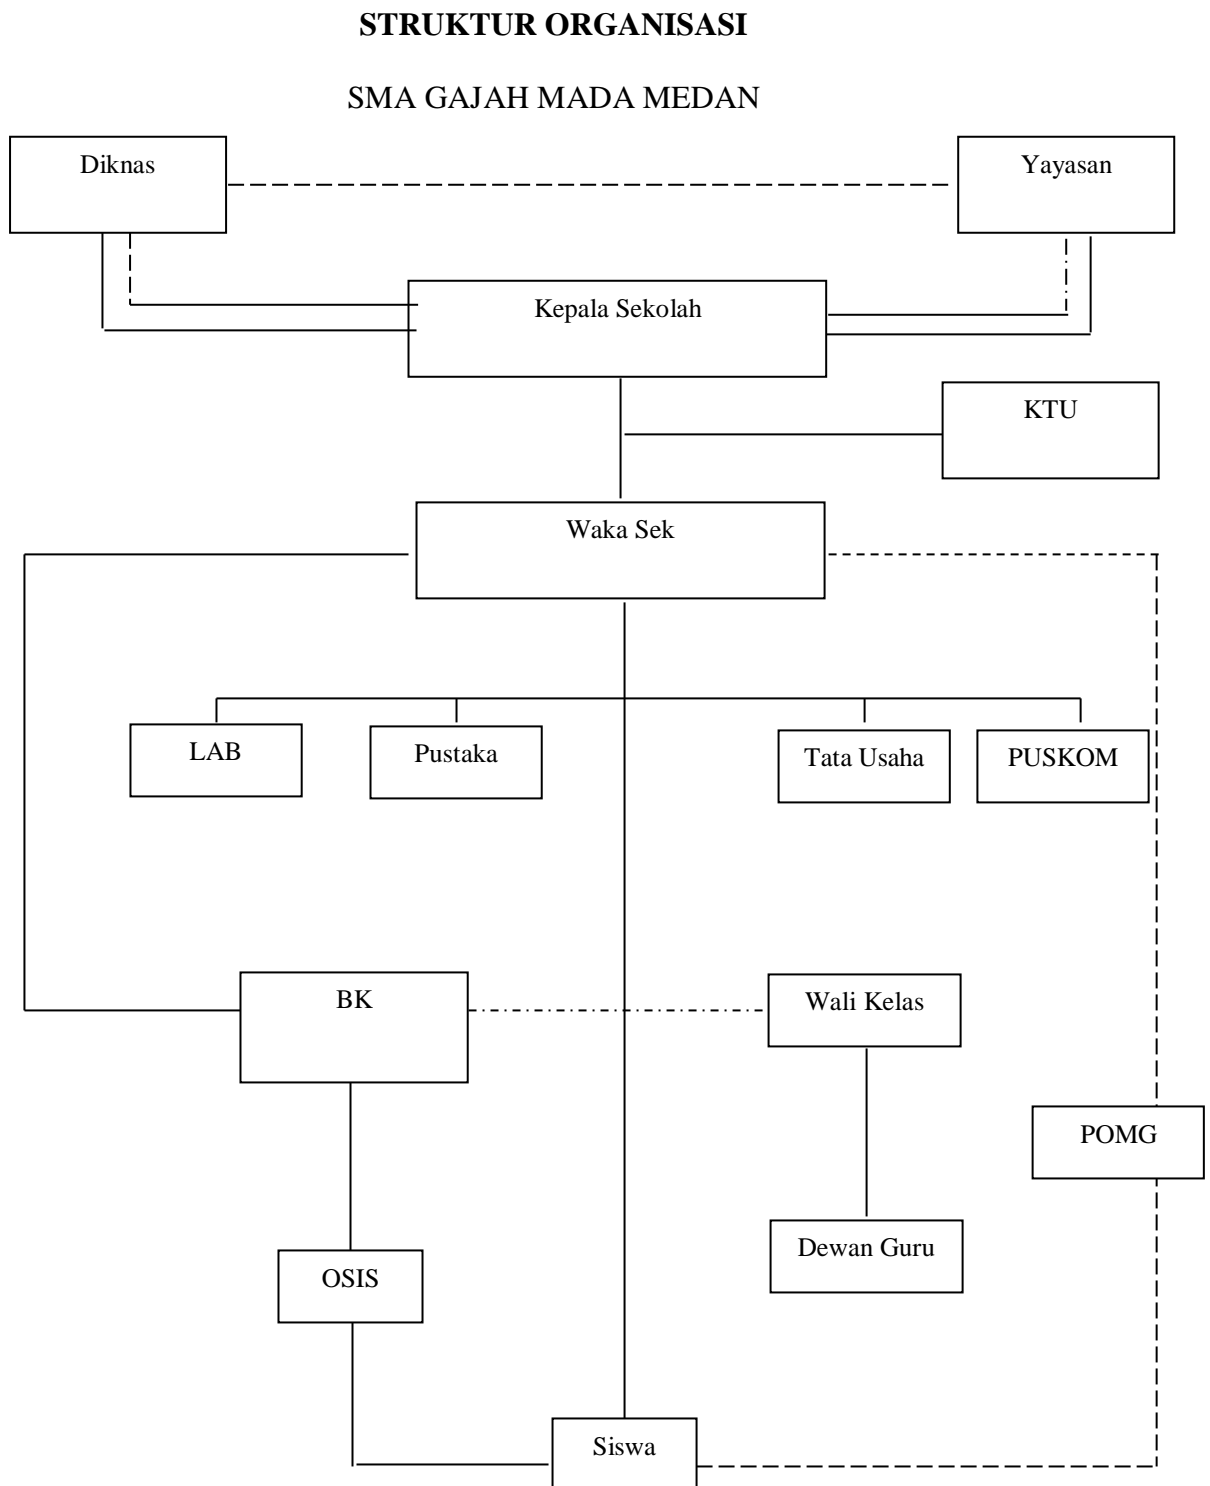 STRUKTUR ORGANISASI
SMA GAJAH MADA MEDAN
Diknas
Yayasan
Kepala Sekolah
KTU
Waka Sek
LAB
Pustaka
Tata Usaha
PUSKOM
BK
Wali Kelas
POMG
Dewan Guru
OSIS
Siswa